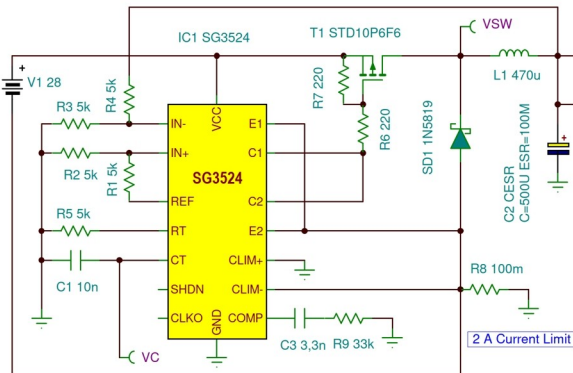 VSW
IC1 SG3524
T1 STD10P6F6
V1 28
+
R4 5k
R7 220
L1 470u
R3 5k
IN-
VCC
E1
R6 220
SD1 1N5819
+
R2 5k
IN+
C1
R1 5k
SG3524
C2 CESR
C=500U ESR=100M
REF
C2
R5 5k
RT
E2
CT
CLIM+
R8 100m
C1 10n
SHDN
CLIM-
CLKO
GND
COMP
C3 3,3n
R9 33k
2 A Current Limit
VC